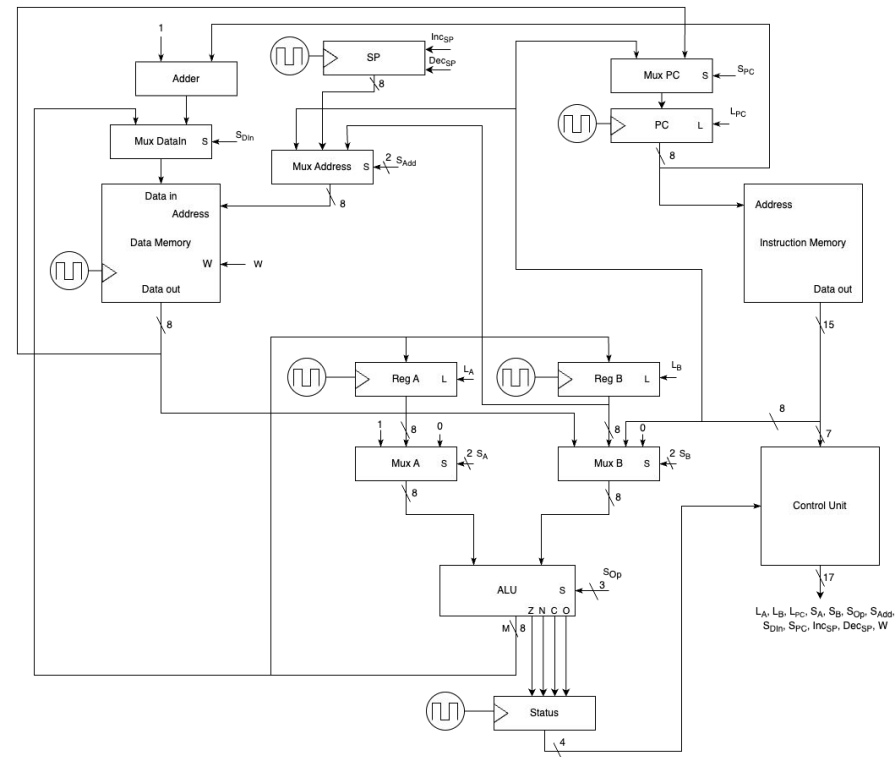 1
Inc_SP
SP
Dec_SP
8
Adder
Mux PC S
S_PC
PC L
L_PC
8
Mux DataIn S
S_DIn
Mux Address S
2 S_Add
8
Data in
Address
Data Memory
W
W
Data out
8
Address
Instruction Memory
Data out
15
Reg A L
L_A
Reg B L
L_B
8
7
1
8
0
8
0
Mux A S
2 S_A
Mux B S
2 S_B
8
8
Control Unit
17
S_Op
ALU S
3
Z N C O
M 8
L_A, L_B, L_PC, S_A, S_B, S_Op, S_Add,
S_DIn, S_PC, Inc_SP, Dec_SP, W
Status
4